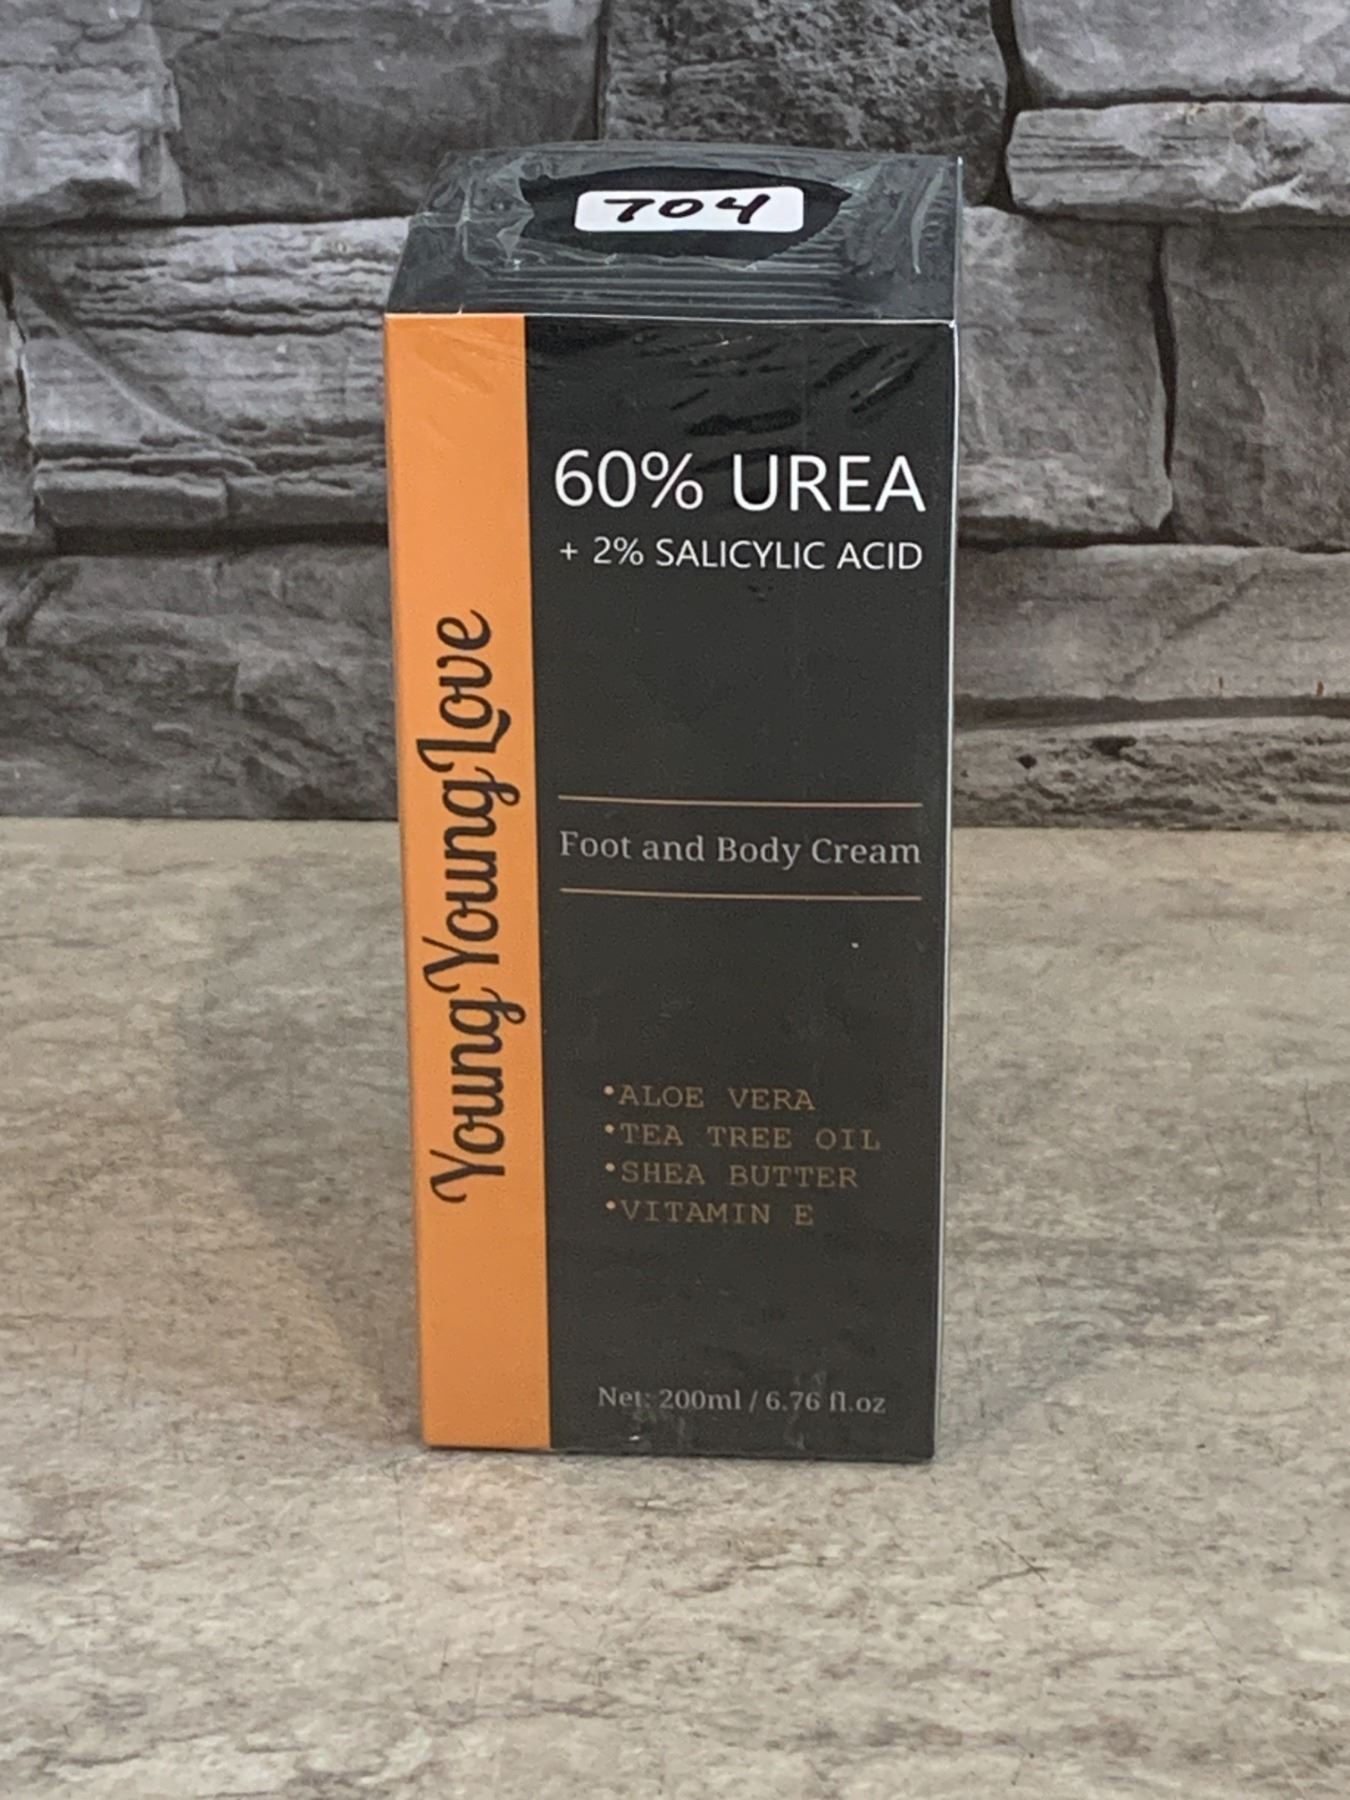 704
60% UREA
+ 2% SALICYLIC ACID
YoungYoungLove
Foot and Body Cream
•ALOE VERA
•TEA TREE OIL
•SHEA BUTTER
•VITAMIN E
Net: 200ml / 6.76 fl.oz